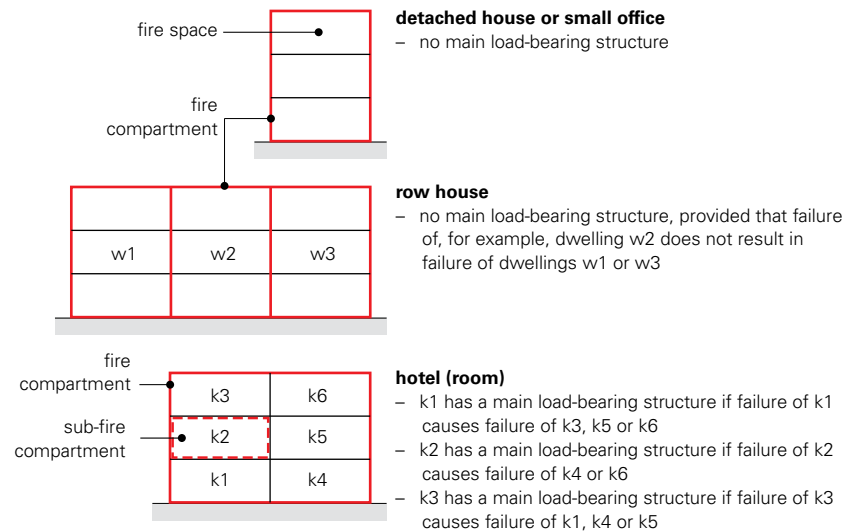 fire space
detached house or small office
– no main load-bearing structure
fire
compartment
row house
– no main load-bearing structure, provided that failure
of, for example, dwelling w2 does not result in
failure of dwellings w1 or w3
w1 w2 w3
fire
compartment
sub-fire
compartment
k3 k6
k2 k5
k1 k4
hotel (room)
– k1 has a main load-bearing structure if failure of k1
causes failure of k3, k5 or k6
– k2 has a main load-bearing structure if failure of k2
causes failure of k4 or k6
– k3 has a main load-bearing structure if failure of k3
causes failure of k1, k4 or k5